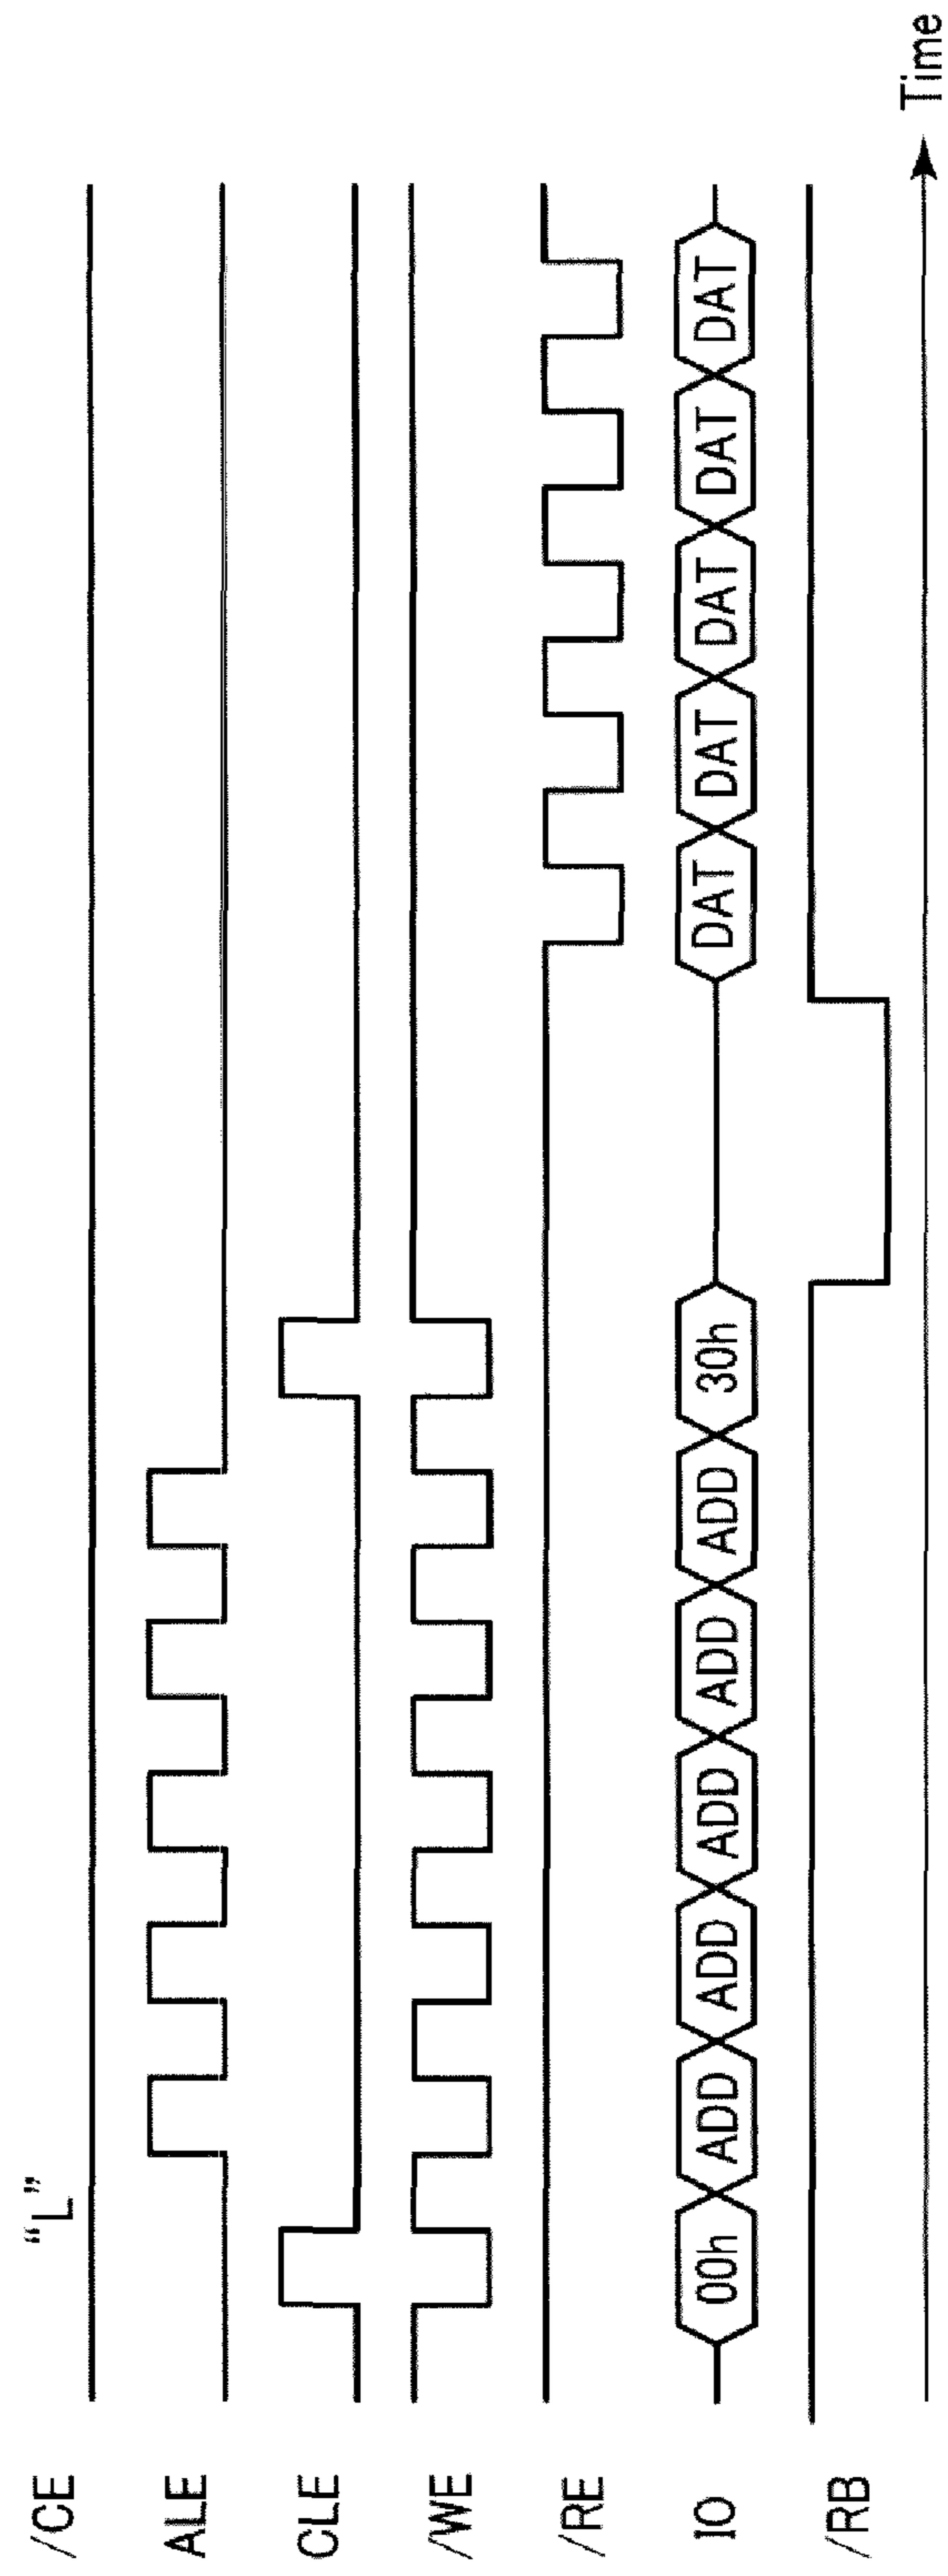 /CE "L"
ALE
CLE
/WE
/RE
IO 00h ADD ADD ADD ADD ADD 30h DAT DAT DAT DAT DAT
/RB
Time